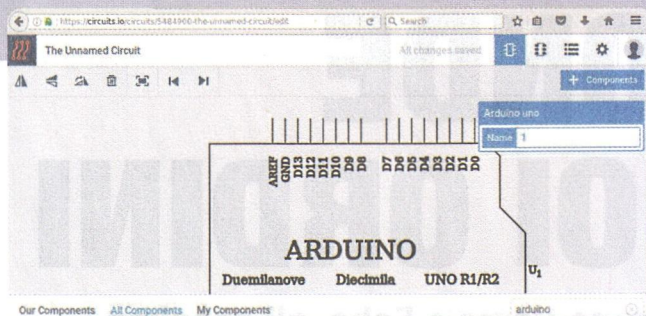 https://circuits.io/circuits/5484900-the-unnamed-circuit/edit
Search
The Unnamed Circuit
All changes saved
+ Components
Arduino uno
Name 1
AREF
GND
D13
D12
D11
D10
D9
D8
D7
D6
D5
D4
D3
D2
D1
D0
ARDUINO
Duemilanove Diecimila UNO R1/R2
U1
Our Components All Components My Components
arduino